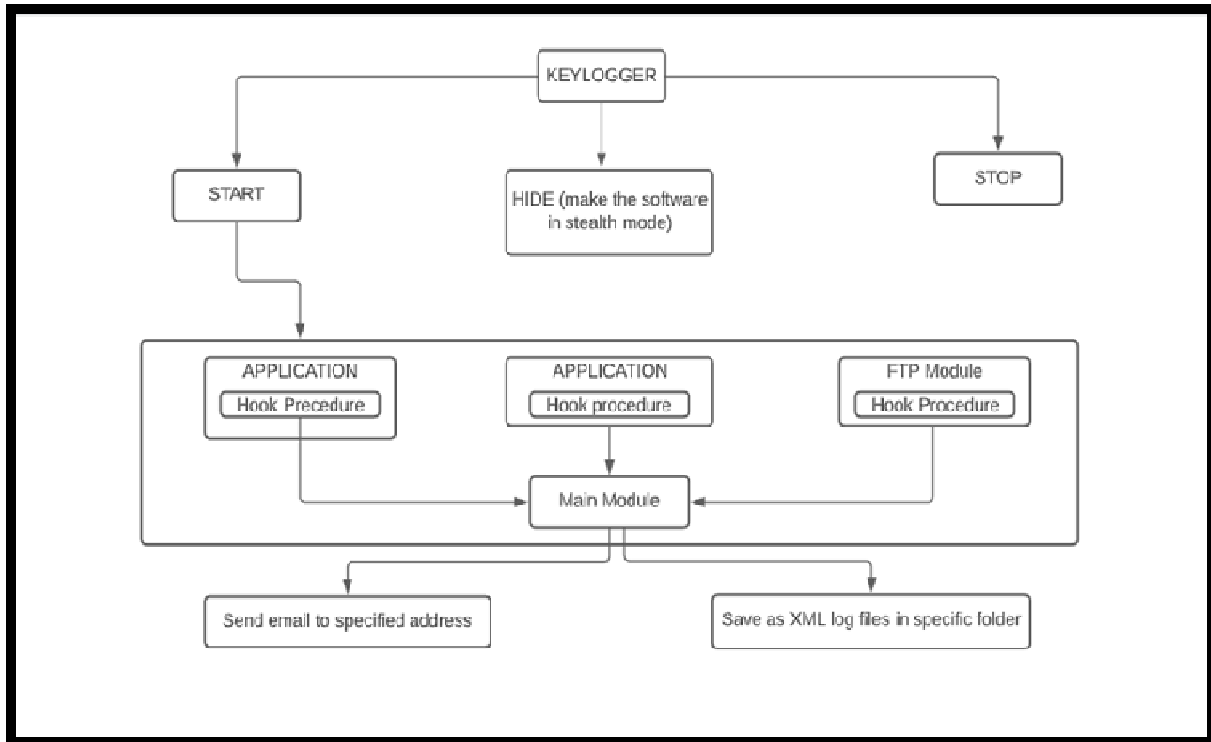 KEYLOGGER
START
HIDE (make the software
in stealth mode)
STOP
APPLICATION
Hook Precedure
APPLICATION
Hook procedure
FTP Module
Hook Procedure
Main Module
Send email to specified address
Save as XML log files in specific folder